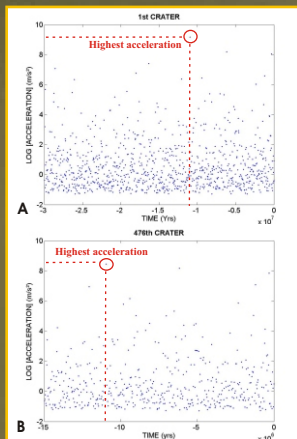 1st CRATER
10
Highest acceleration
8
6
4
2
0
-2
LOG [ACCELERATION] (m/s²)
-3 -2.5 -2 -1.5 -1 -0.5 0
TIME (Yrs)
x 10⁷
A
476th CRATER
10
Highest acceleration
8
6
4
2
0
-2
LOG [ACCELERATION] (m/s²)
-15 -10 -5 0
TIME (yrs)
B